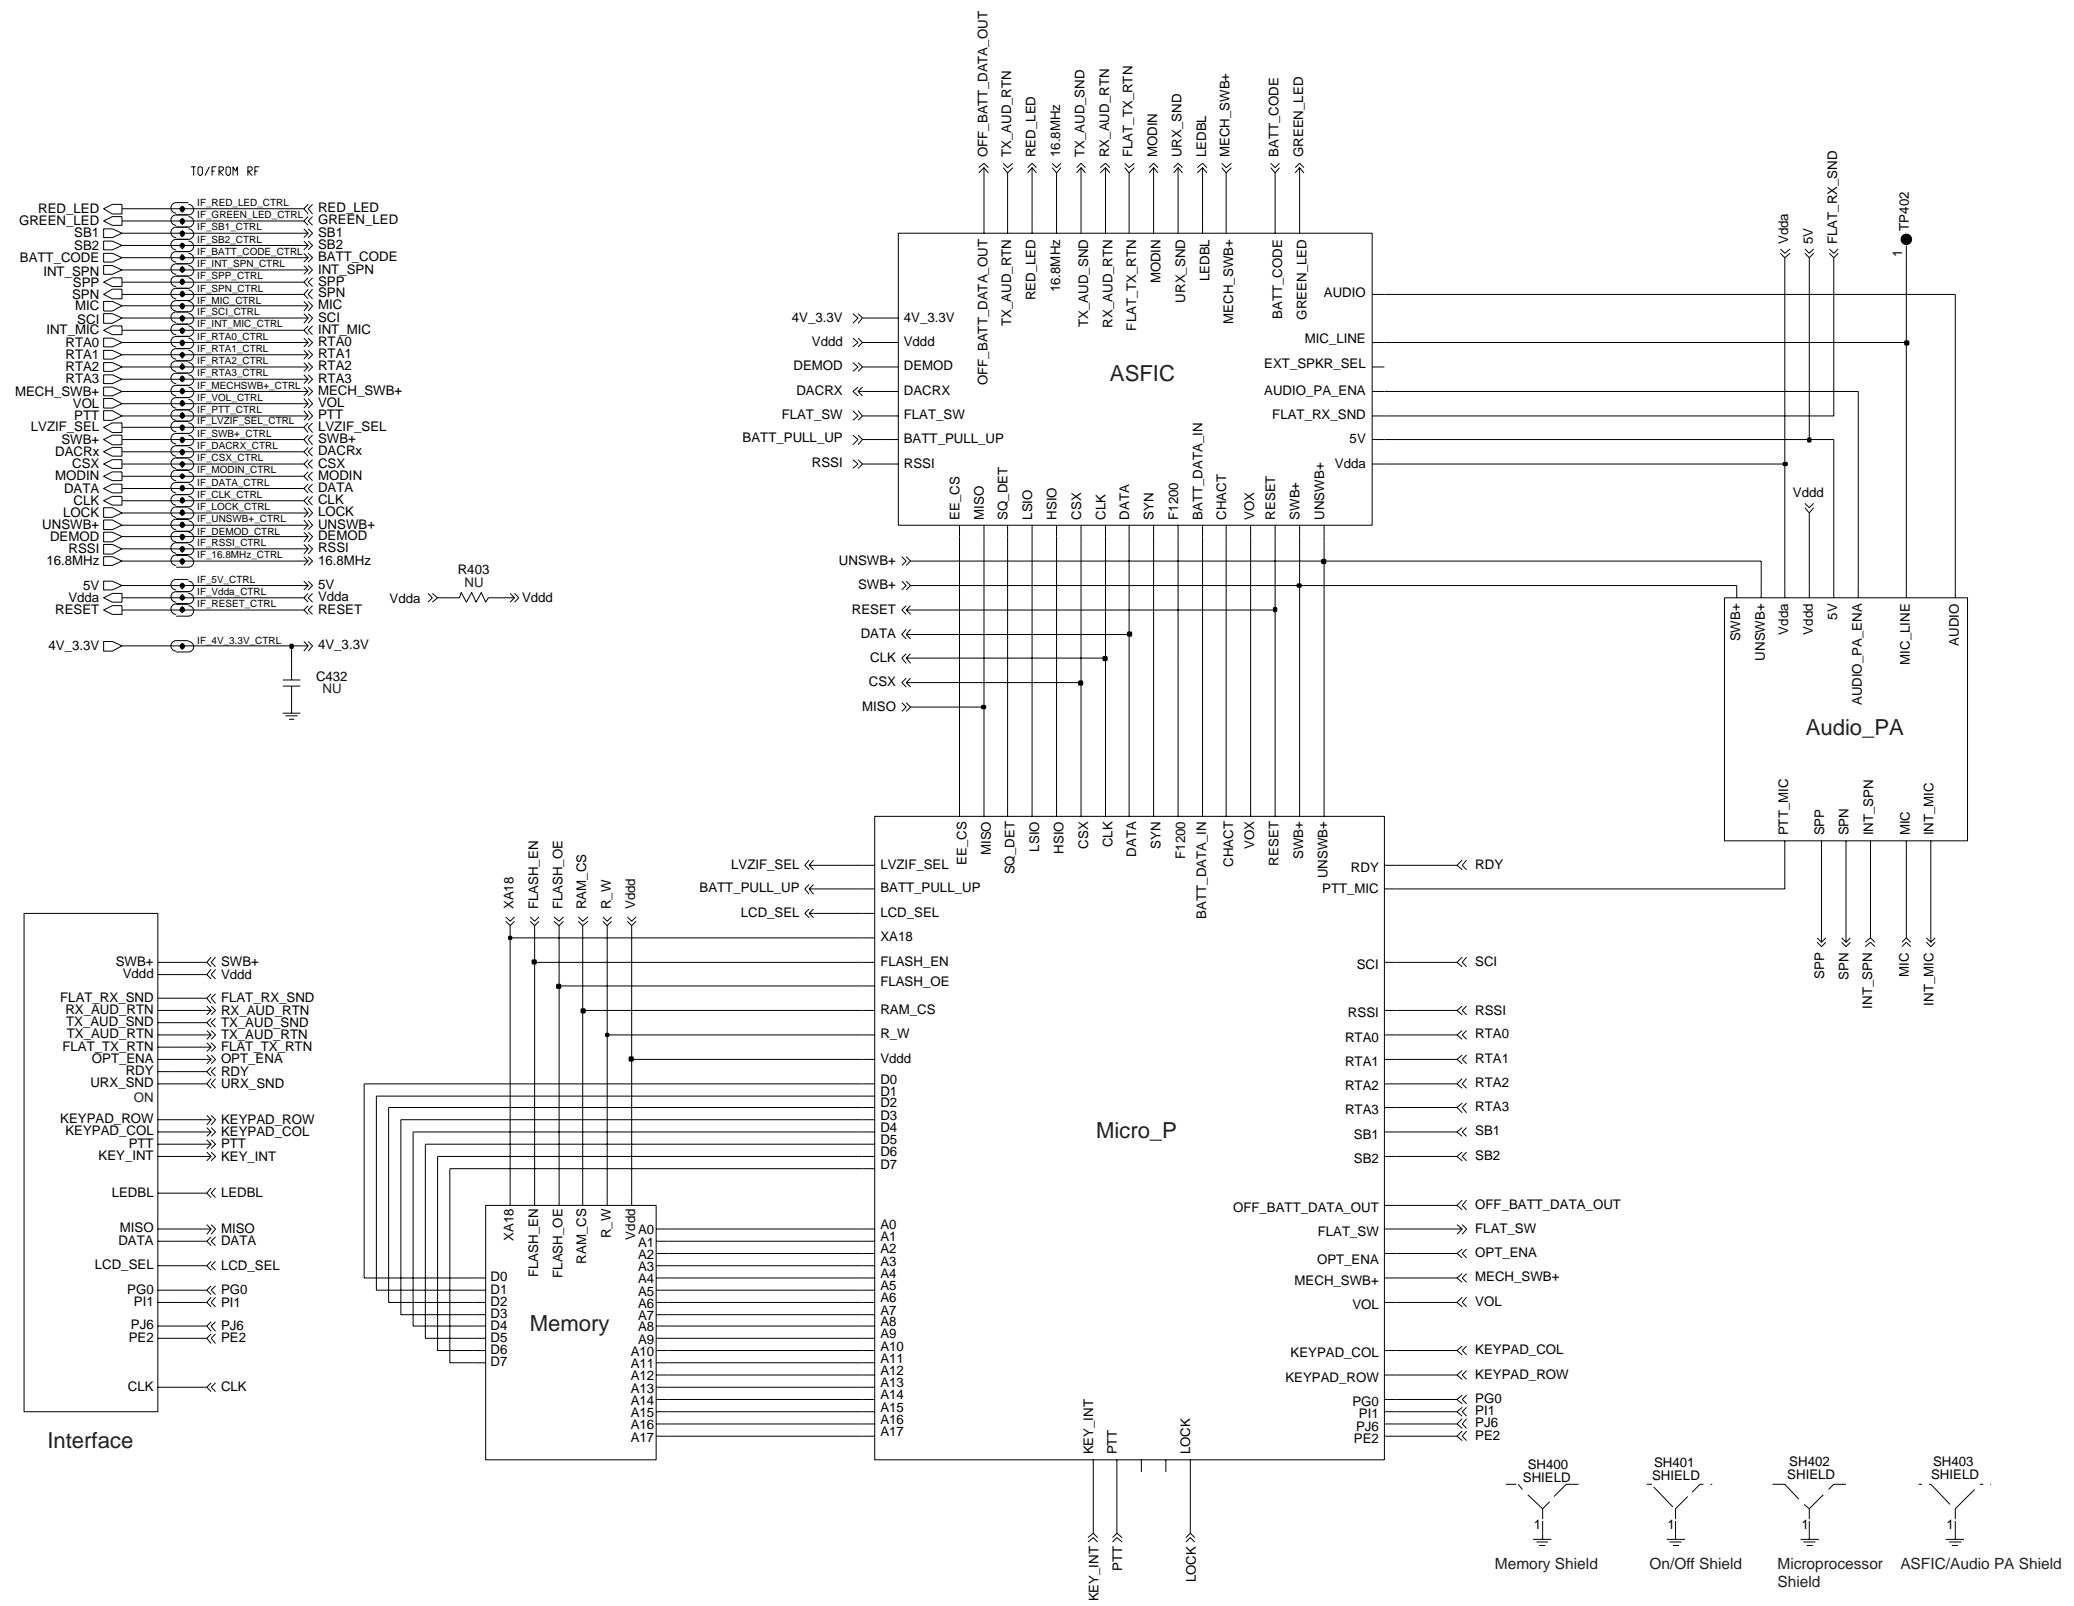 TO/FROM RF
RED_LED IF_RED_LED_CTRL RED_LED
GREEN_LED IF_GREEN_LED_CTRL GREEN_LED
SB1 IF_SB1_CTRL SB1
SB2 IF_SB2_CTRL SB2
BATT_CODE IF_BATT_CODE_CTRL BATT_CODE
INT_SPN IF_INT_SPN_CTRL INT_SPN
SPP IF_SPP_CTRL SPP
SPN IF_SPN_CTRL SPN
MIC IF_MIC_CTRL MIC
SCI IF_SCI_CTRL SCI
INT_MIC IF_INT_MIC_CTRL INT_MIC
RTA0 IF_RTA0_CTRL RTA0
RTA1 IF_RTA1_CTRL RTA1
RTA2 IF_RTA2_CTRL RTA2
RTA3 IF_RTA3_CTRL RTA3
MECH_SWB+ IF_MECHSWB+_CTRL MECH_SWB+
VOL IF_VOL_CTRL VOL
PTT IF_PTT_CTRL PTT
LVZIF_SEL IF_LVZIF_SEL_CTRL LVZIF_SEL
SWB+ IF_SWB+_CTRL SWB+
DACRx IF_DACRX_CTRL DACRx
CSX IF_CSX_CTRL CSX
MODIN IF_MODIN_CTRL MODIN
DATA IF_DATA_CTRL DATA
CLK IF_CLK_CTRL CLK
LOCK IF_LOCK_CTRL LOCK
UNSWB+ IF_UNSWB+_CTRL UNSWB+
DEMOD IF_DEMOD_CTRL DEMOD
RSSI IF_RSSI_CTRL RSSI
16.8MHz IF_16.8MHz_CTRL 16.8MHz
5V IF_5V_CTRL 5V
Vdda IF_Vdda_CTRL Vdda
RESET IF_RESET_CTRL RESET
4V_3.3V IF_4V_3.3V_CTRL 4V_3.3V
C432
NU
R403
NU
Vdda Vddd
OFF_BATT_DATA_OUT
TX_AUD_RTN
RED_LED
16.8MHz
TX_AUD_SND
RX_AUD_RTN
FLAT_TX_RTN
MODIN
URX_SND
LEDBL
MECH_SWB+
BATT_CODE
GREEN_LED
OFF_BATT_DATA_OUT
TX_AUD_RTN
RED_LED
16.8MHz
TX_AUD_SND
RX_AUD_RTN
FLAT_TX_RTN
MODIN
URX_SND
LEDBL
MECH_SWB+
BATT_CODE
GREEN_LED
4V_3.3V 4V_3.3V
Vddd Vddd
DEMOD DEMOD
DACRX DACRX
FLAT_SW FLAT_SW
BATT_PULL_UP BATT_PULL_UP
RSSI RSSI
ASFIC
AUDIO
MIC_LINE
EXT_SPKR_SEL
AUDIO_PA_ENA
FLAT_RX_SND
5V
Vdda
EE_CS
MISO
SQ_DET
LSIO
HSIO
CSX
CLK
DATA
SYN
F1200
BATT_DATA_IN
CHACT
VOX
RESET
SWB+
UNSWB+
UNSWB+
SWB+
RESET
DATA
CLK
CSX
MISO
Vdda
5V
FLAT_RX_SND
1 TP402
Vddd
SWB+
UNSWB+
Vdda
Vddd
5V
AUDIO_PA_ENA
MIC_LINE
AUDIO
Audio_PA
PTT_MIC
SPP
SPN
INT_SPN
MIC
INT_MIC
SPP
SPN
INT_SPN
MIC
INT_MIC
EE_CS
MISO
SQ_DET
LSIO
HSIO
CSX
CLK
DATA
SYN
F1200
BATT_DATA_IN
CHACT
VOX
RESET
SWB+
UNSWB+
LVZIF_SEL LVZIF_SEL
BATT_PULL_UP BATT_PULL_UP
LCD_SEL LCD_SEL
XA18
FLASH_EN
FLASH_OE
RAM_CS
R_W
Vddd
D0
D1
D2
D3
D4
D5
D6
D7
A0
A1
A2
A3
A4
A5
A6
A7
A8
A9
A10
A11
A12
A13
A14
A15
A16
A17
Micro_P
RDY RDY
PTT_MIC
SCI SCI
RSSI RSSI
RTA0 RTA0
RTA1 RTA1
RTA2 RTA2
RTA3 RTA3
SB1 SB1
SB2 SB2
OFF_BATT_DATA_OUT OFF_BATT_DATA_OUT
FLAT_SW FLAT_SW
OPT_ENA OPT_ENA
MECH_SWB+ MECH_SWB+
VOL VOL
KEYPAD_COL KEYPAD_COL
KEYPAD_ROW KEYPAD_ROW
PG0 PG0
PI1 PI1
PJ6 PJ6
PE2 PE2
KEY_INT
PTT
LOCK
KEY_INT
PTT
LOCK
XA18
FLASH_EN
FLASH_OE
RAM_CS
R_W
Vddd
XA18
FLASH_EN
FLASH_OE
RAM_CS
R_W
Vddd
D0
D1
D2
D3
D4
D5
D6
D7
Memory
A0
A1
A2
A3
A4
A5
A6
A7
A8
A9
A10
A11
A12
A13
A14
A15
A16
A17
SWB+ SWB+
Vddd Vddd
FLAT_RX_SND FLAT_RX_SND
RX_AUD_RTN RX_AUD_RTN
TX_AUD_SND TX_AUD_SND
TX_AUD_RTN TX_AUD_RTN
FLAT_TX_RTN FLAT_TX_RTN
OPT_ENA OPT_ENA
RDY RDY
URX_SND URX_SND
ON
KEYPAD_ROW KEYPAD_ROW
KEYPAD_COL KEYPAD_COL
PTT PTT
KEY_INT KEY_INT
LEDBL LEDBL
MISO MISO
DATA DATA
LCD_SEL LCD_SEL
PG0 PG0
PI1 PI1
PJ6 PJ6
PE2 PE2
CLK CLK
Interface
SH400
SHIELD
1
Memory Shield
SH401
SHIELD
1
On/Off Shield
SH402
SHIELD
1
Microprocessor
Shield
SH403
SHIELD
1
ASFIC/Audio PA Shield